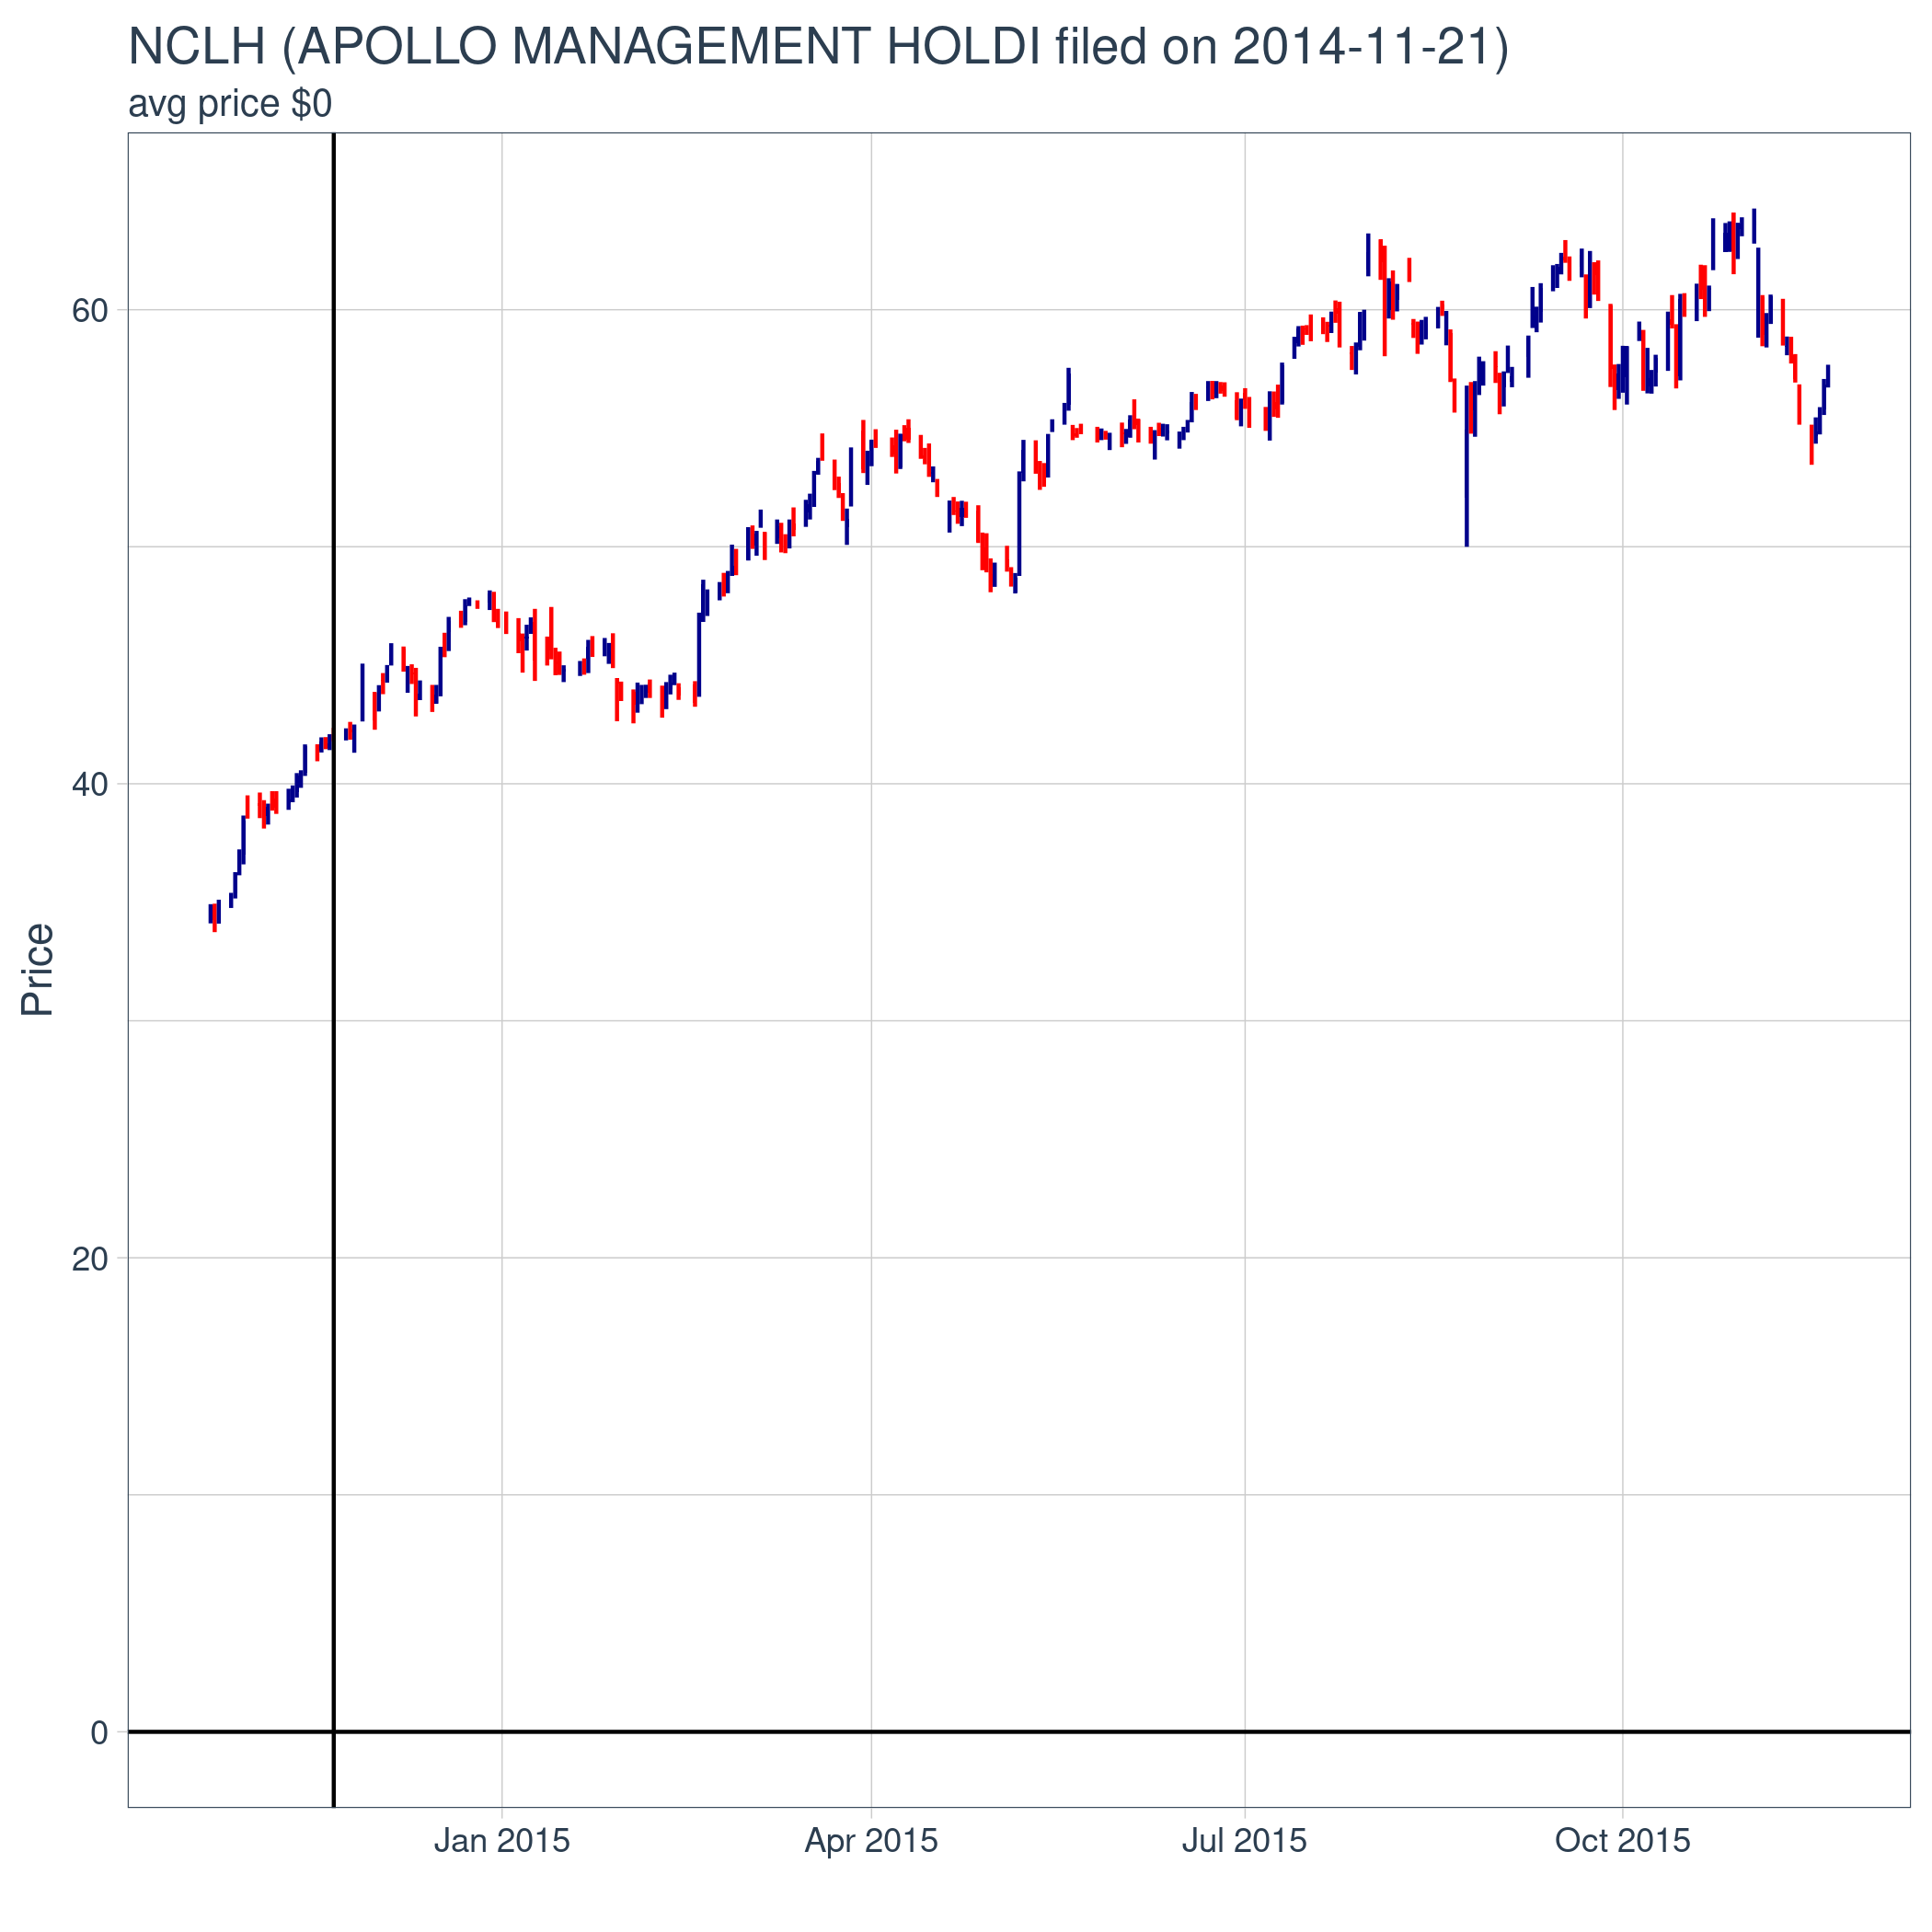 NCLH (APOLLO MANAGEMENT HOLDI filed on 2014-11-21)
avg price $0
60
40
20
0
Price
Jan 2015
Apr 2015
Jul 2015
Oct 2015